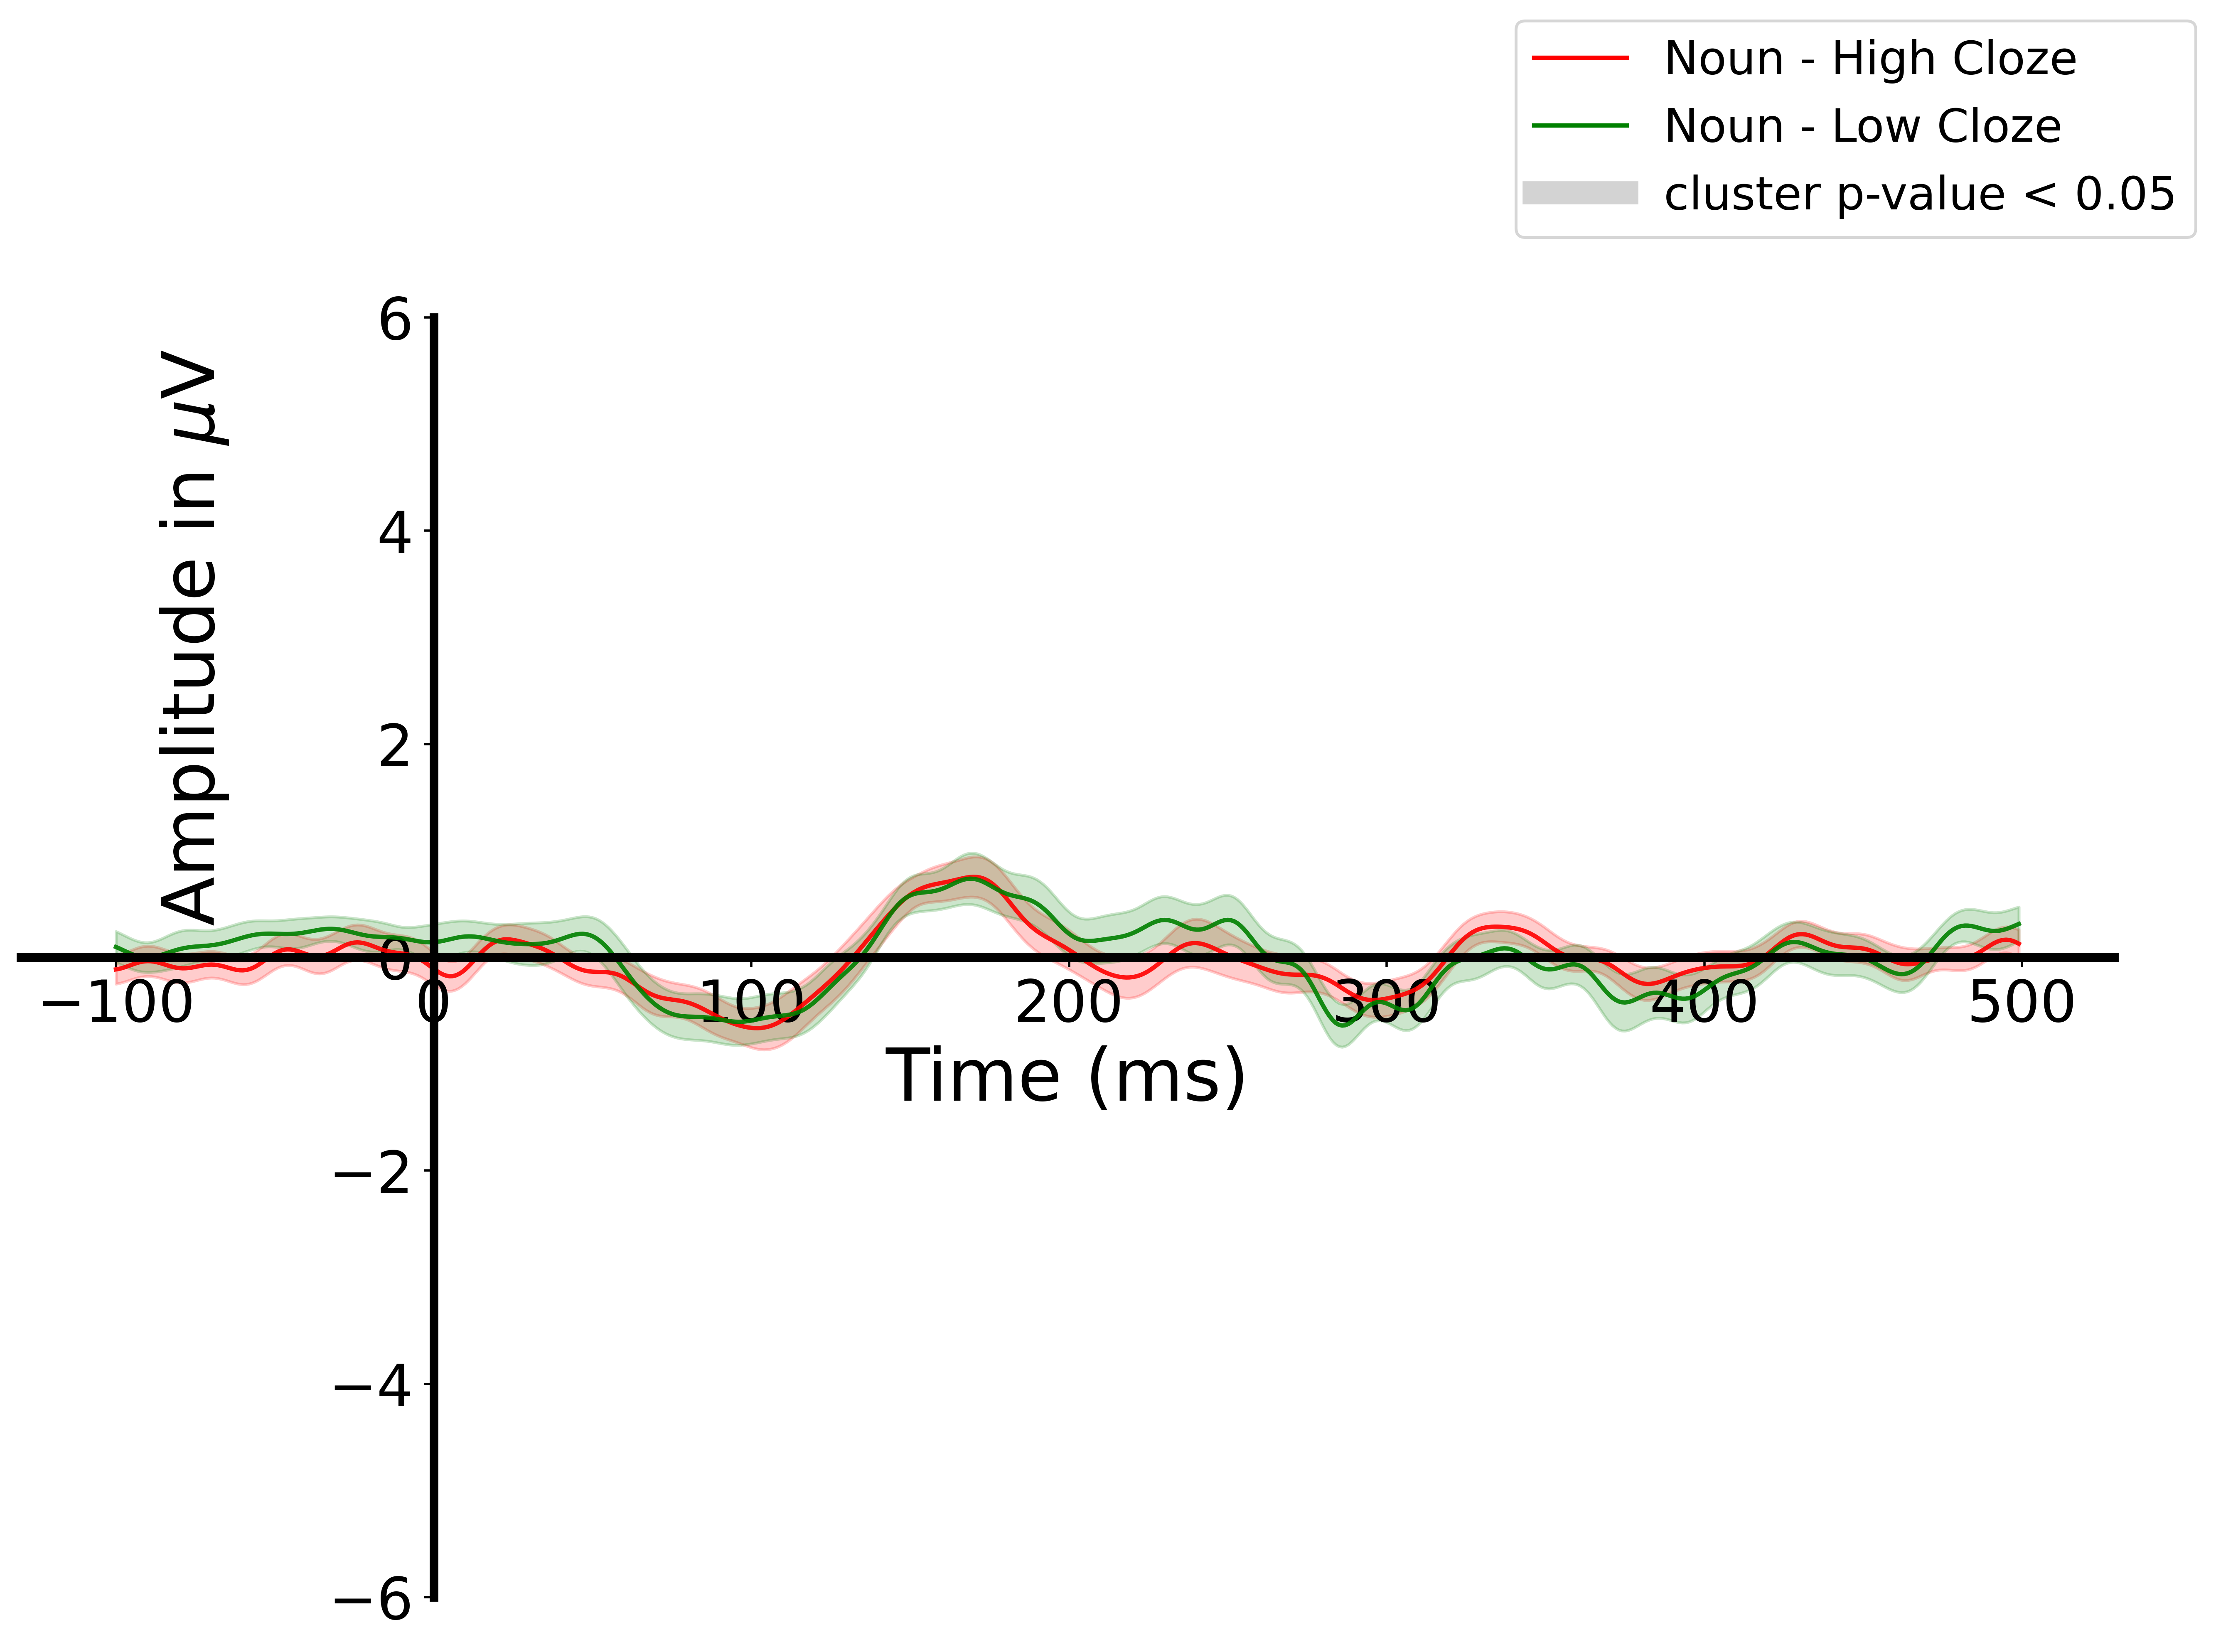 Noun - High Cloze
Noun - Low Cloze
cluster p-value < 0.05
6
4
2
0
−2
−4
−6
Amplitude in μV
−100 0 100 200 300 400 500
Time (ms)